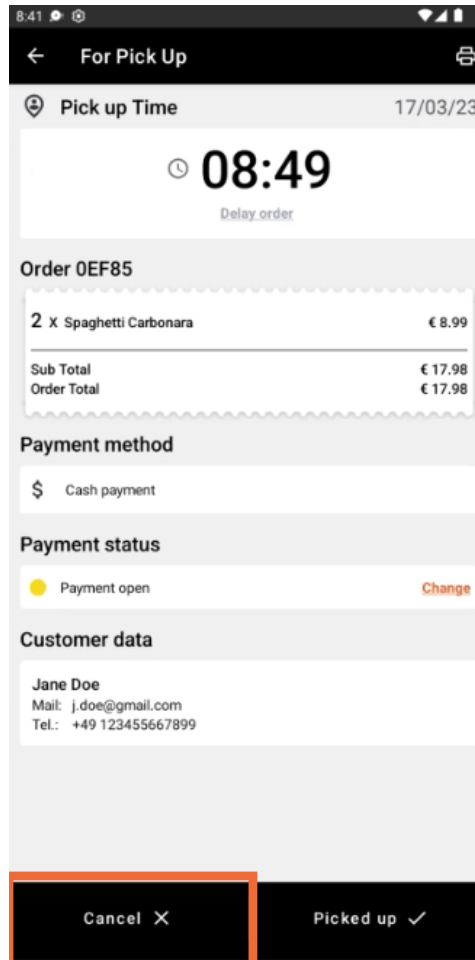 8:41
For Pick Up
Pick up Time 17/03/23
08:49
Delay order
Order 0EF85
2 X Spaghetti Carbonara € 8.99
Sub Total € 17.98
Order Total € 17.98
Payment method
$ Cash payment
Payment status
Payment open Change
Customer data
Jane Doe
Mail: j.doe@gmail.com
Tel.: +49 123455667899
Cancel Picked up